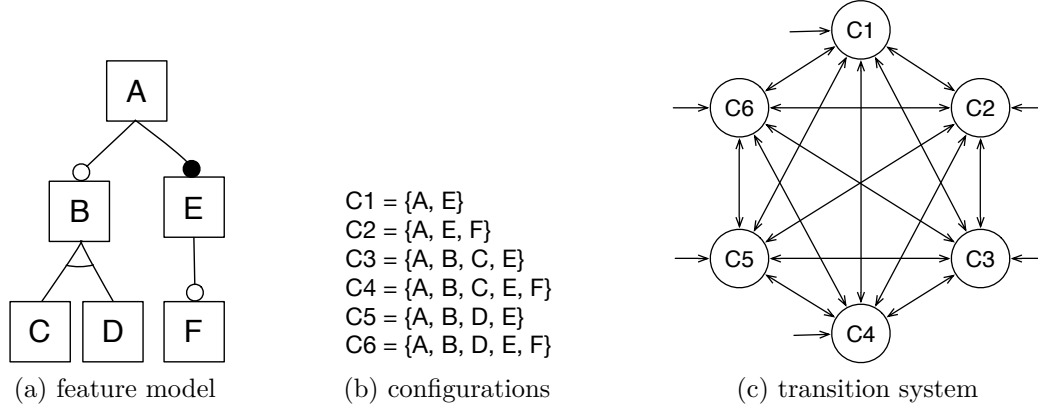 A
B
E
C
D
F
(a) feature model
C1 = {A, E}
C2 = {A, E, F}
C3 = {A, B, C, E}
C4 = {A, B, C, E, F}
C5 = {A, B, D, E}
C6 = {A, B, D, E, F}
(b) configurations
C1
C6
C2
C5
C3
C4
(c) transition system